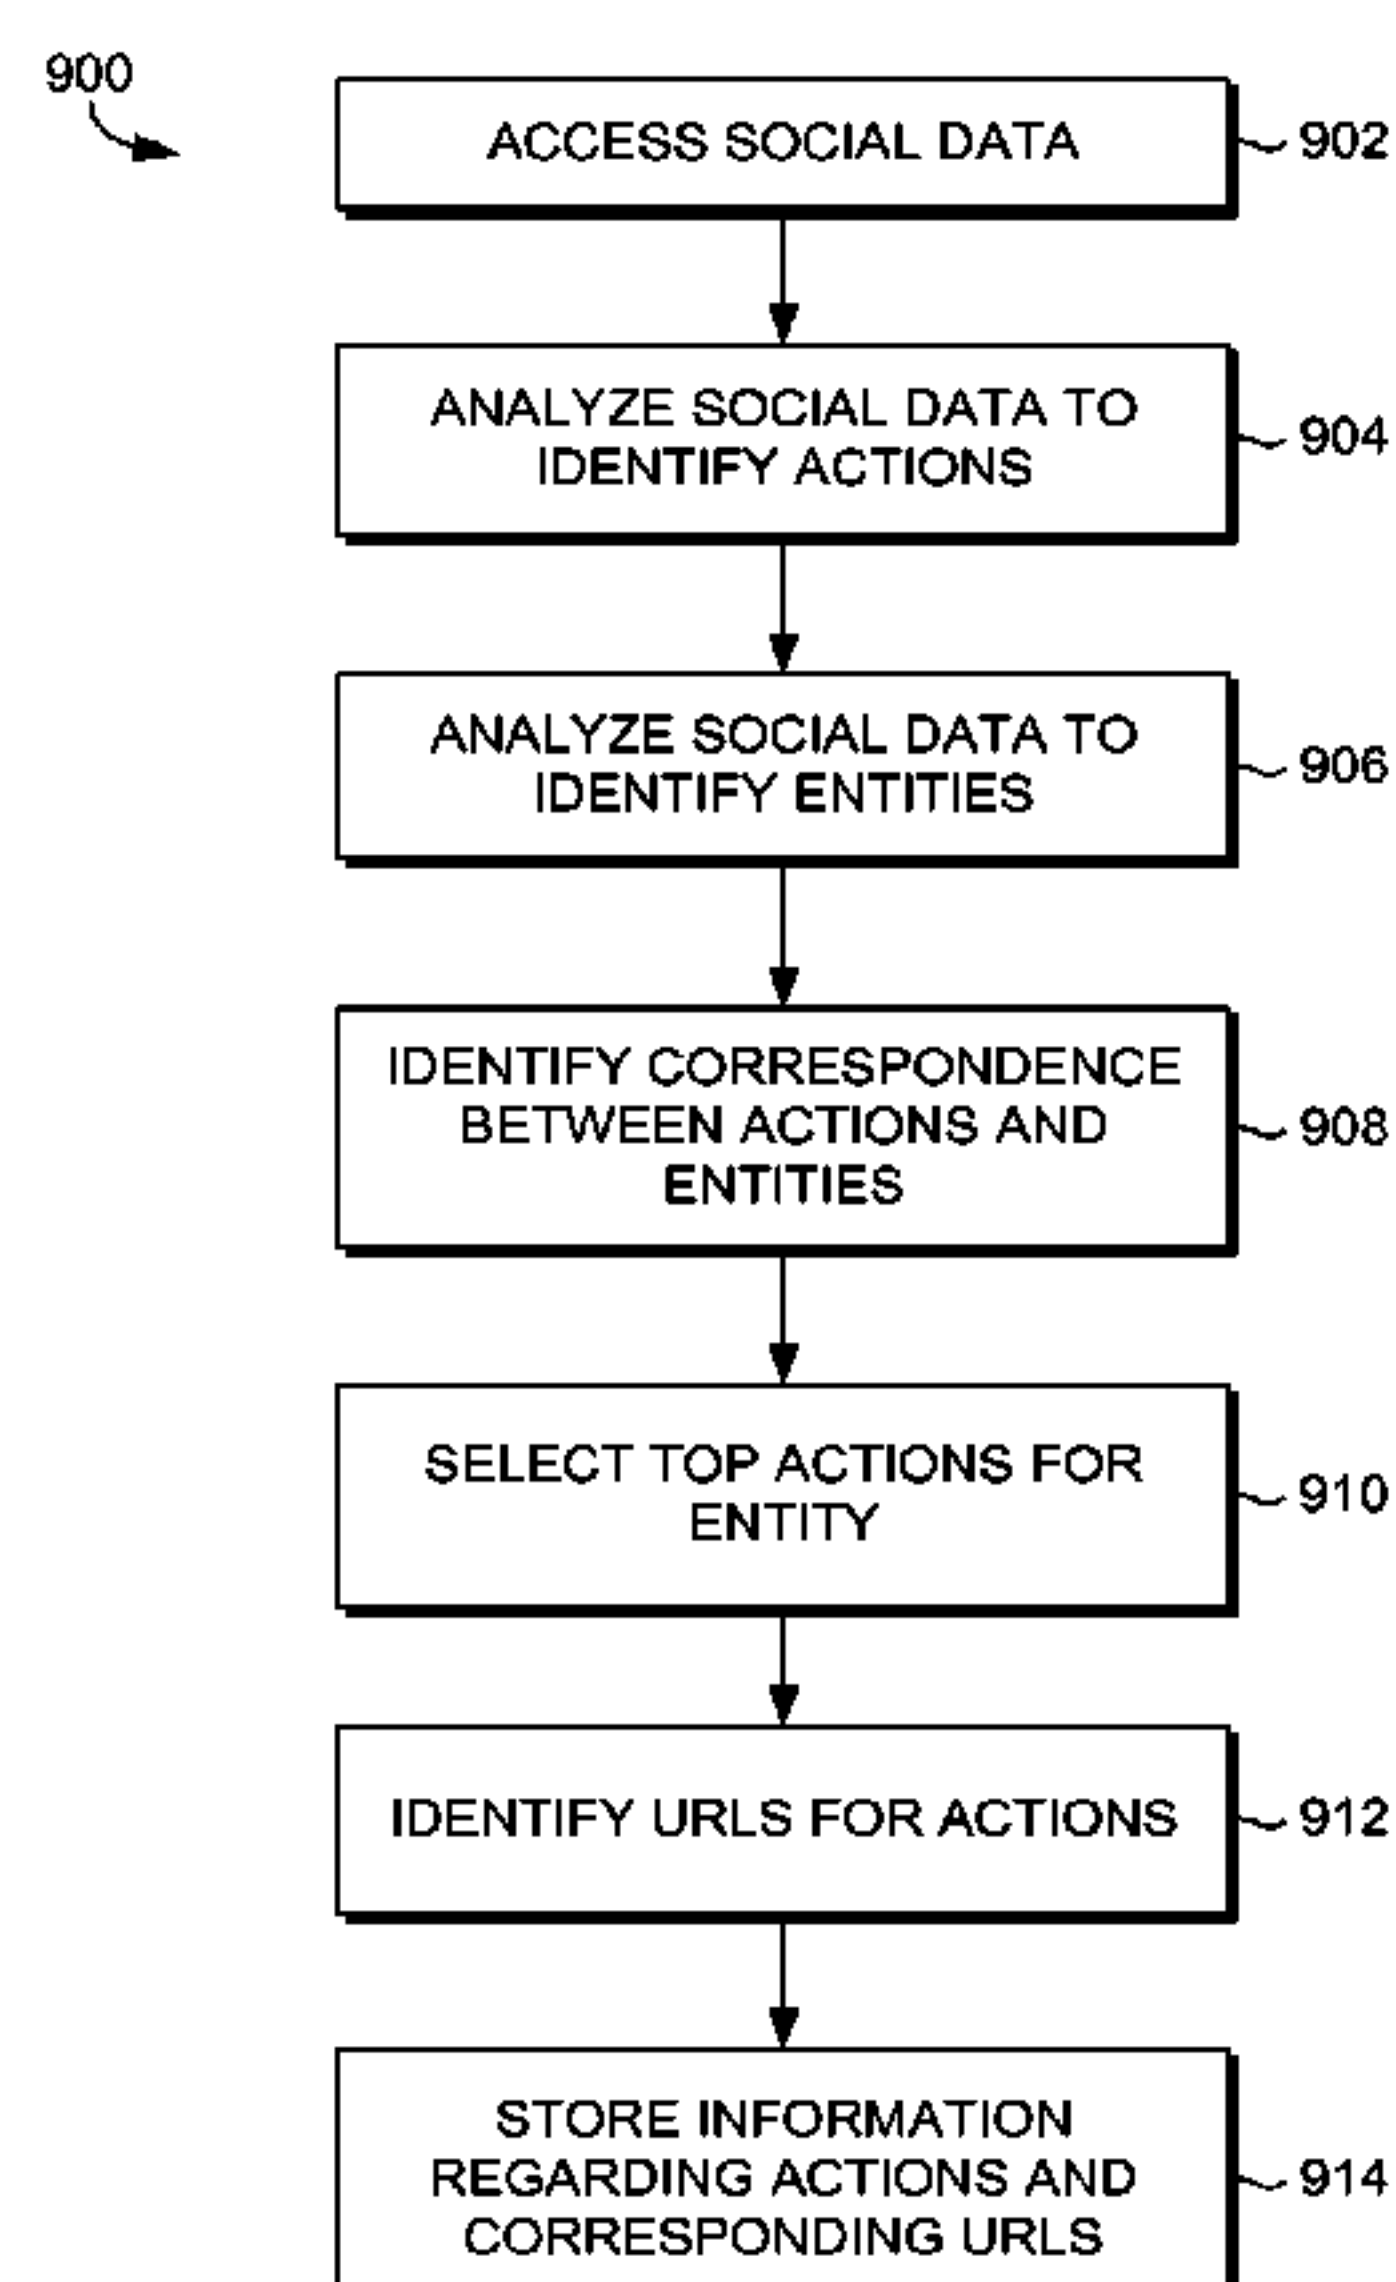 900
ACCESS SOCIAL DATA
902
ANALYZE SOCIAL DATA TO
IDENTIFY ACTIONS
904
ANALYZE SOCIAL DATA TO
IDENTIFY ENTITIES
906
IDENTIFY CORRESPONDENCE
BETWEEN ACTIONS AND
ENTITIES
908
SELECT TOP ACTIONS FOR
ENTITY
910
IDENTIFY URLS FOR ACTIONS
912
STORE INFORMATION
REGARDING ACTIONS AND
CORRESPONDING URLS
914